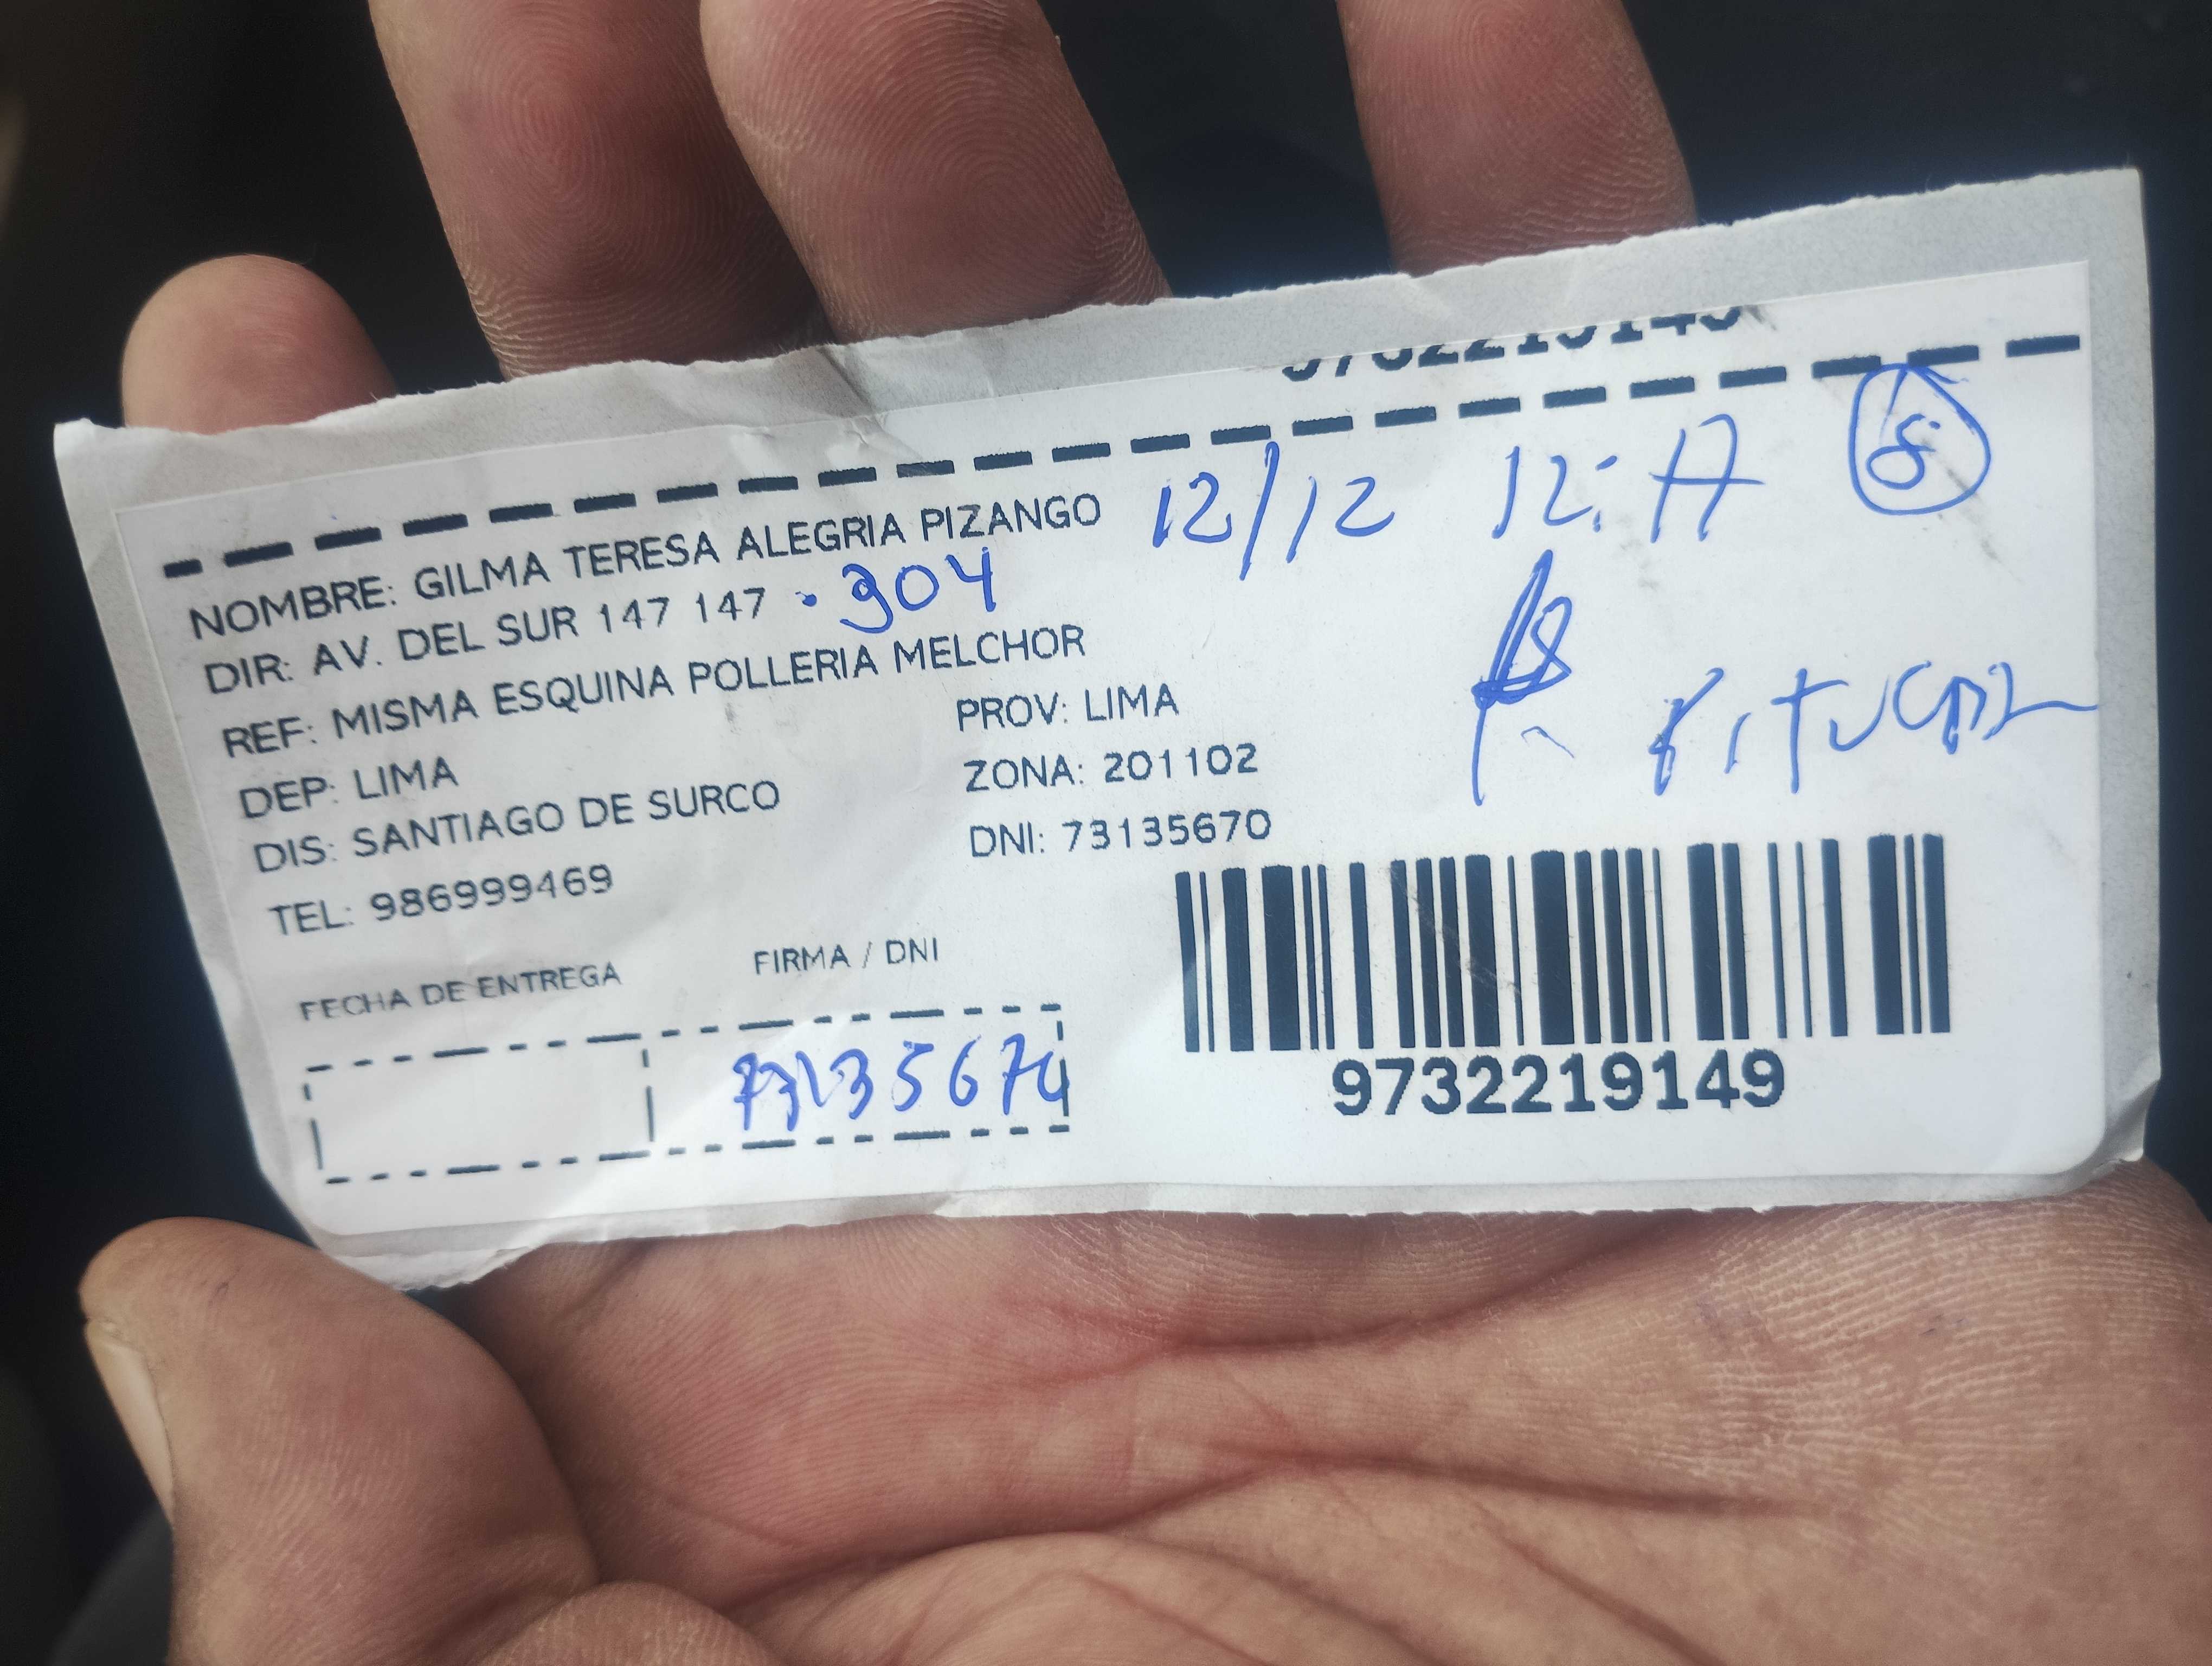 NOMBRE: GILMA TERESA ALEGRIA PIZANGO 12/12
DIR: AV. DEL SUR 147 147 . 304
REF: MISMA ESQUINA POLLERIA MELCHOR
DEP: LIMA PROV: LIMA
DIS: SANTIAGO DE SURCO ZONA: 201102
TEL: 986999469 DNI: 73135670
FECHA DE ENTREGA FIRMA / DNI
9732219149